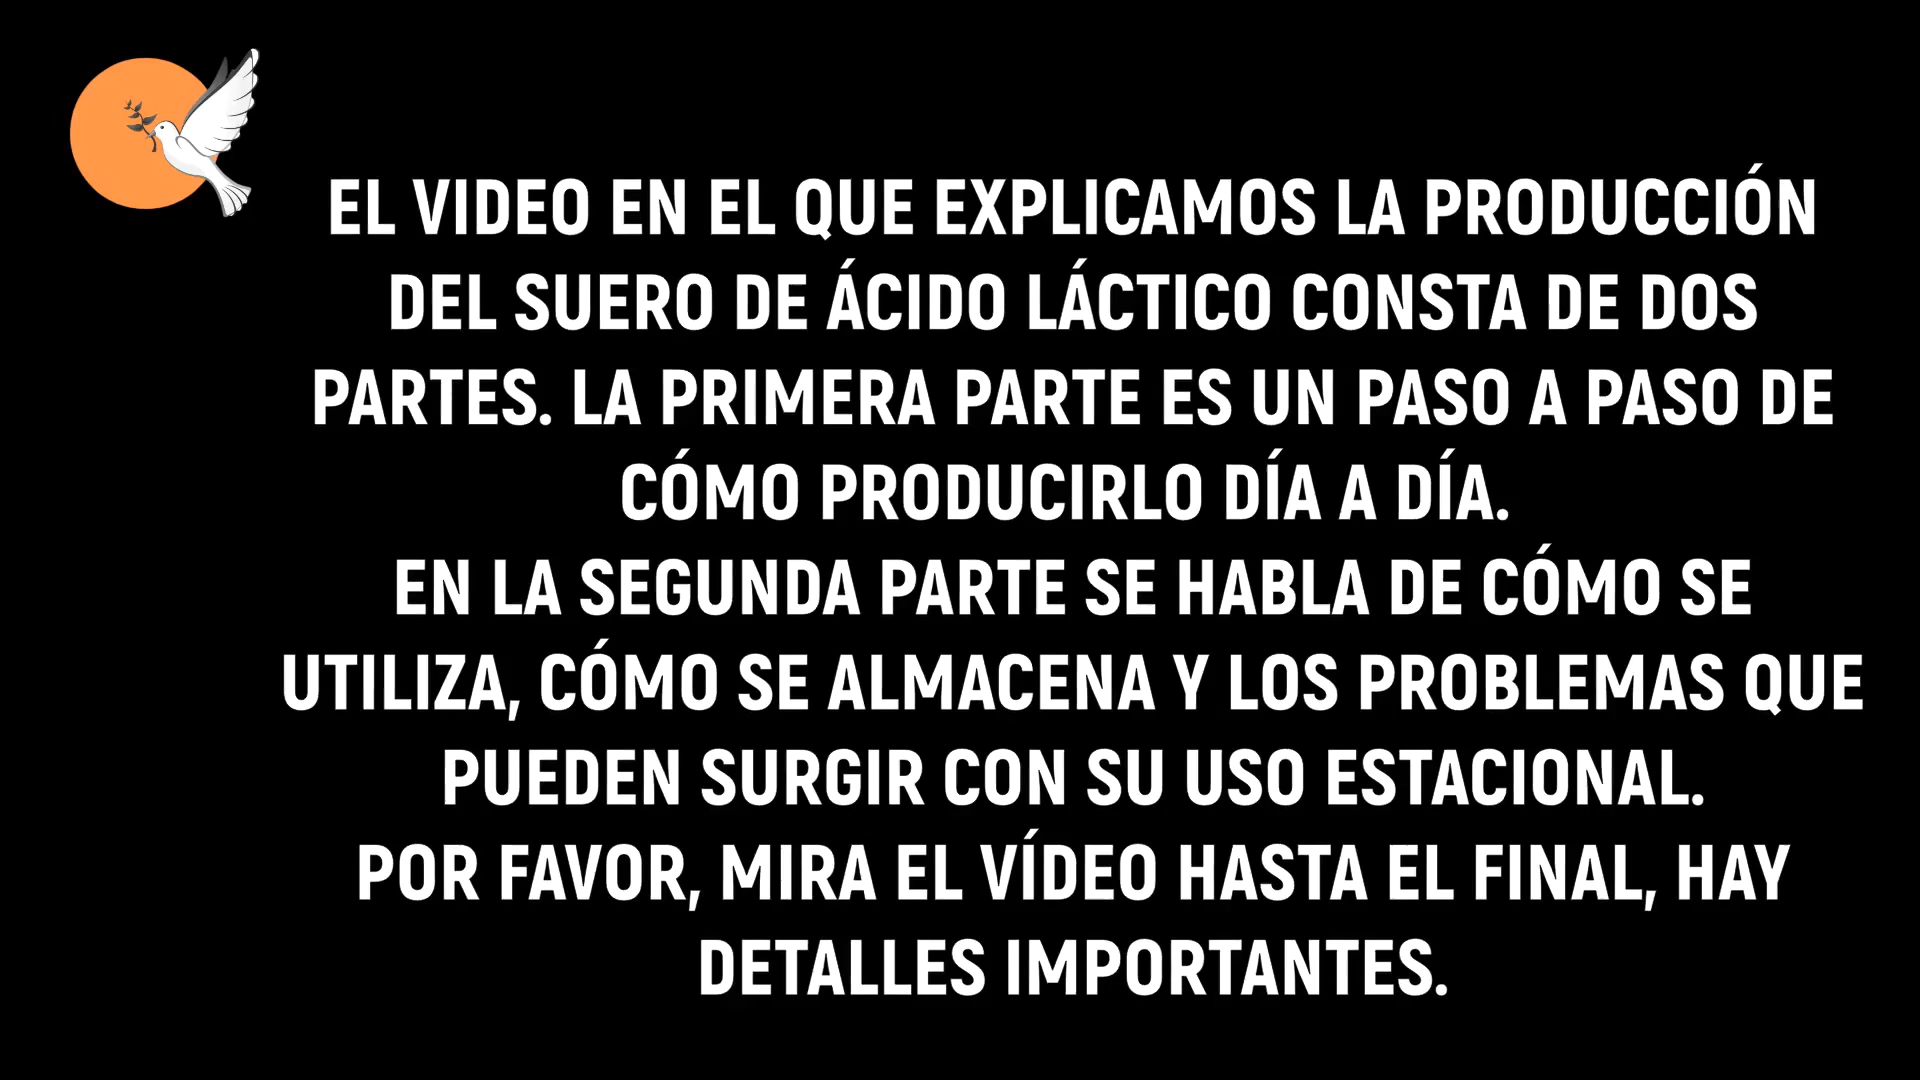 EL VIDEO EN EL QUE EXPLICAMOS LA PRODUCCIÓN
DEL SUERO DE ÁCIDO LÁCTICO CONSTA DE DOS
PARTES. LA PRIMERA PARTE ES UN PASO A PASO DE
CÓMO PRODUCIRLO DÍA A DÍA.
EN LA SEGUNDA PARTE SE HABLA DE CÓMO SE
UTILIZA, CÓMO SE ALMACENA Y LOS PROBLEMAS QUE
PUEDEN SURGIR CON SU USO ESTACIONAL.
POR FAVOR, MIRA EL VÍDEO HASTA EL FINAL, HAY
DETALLES IMPORTANTES.